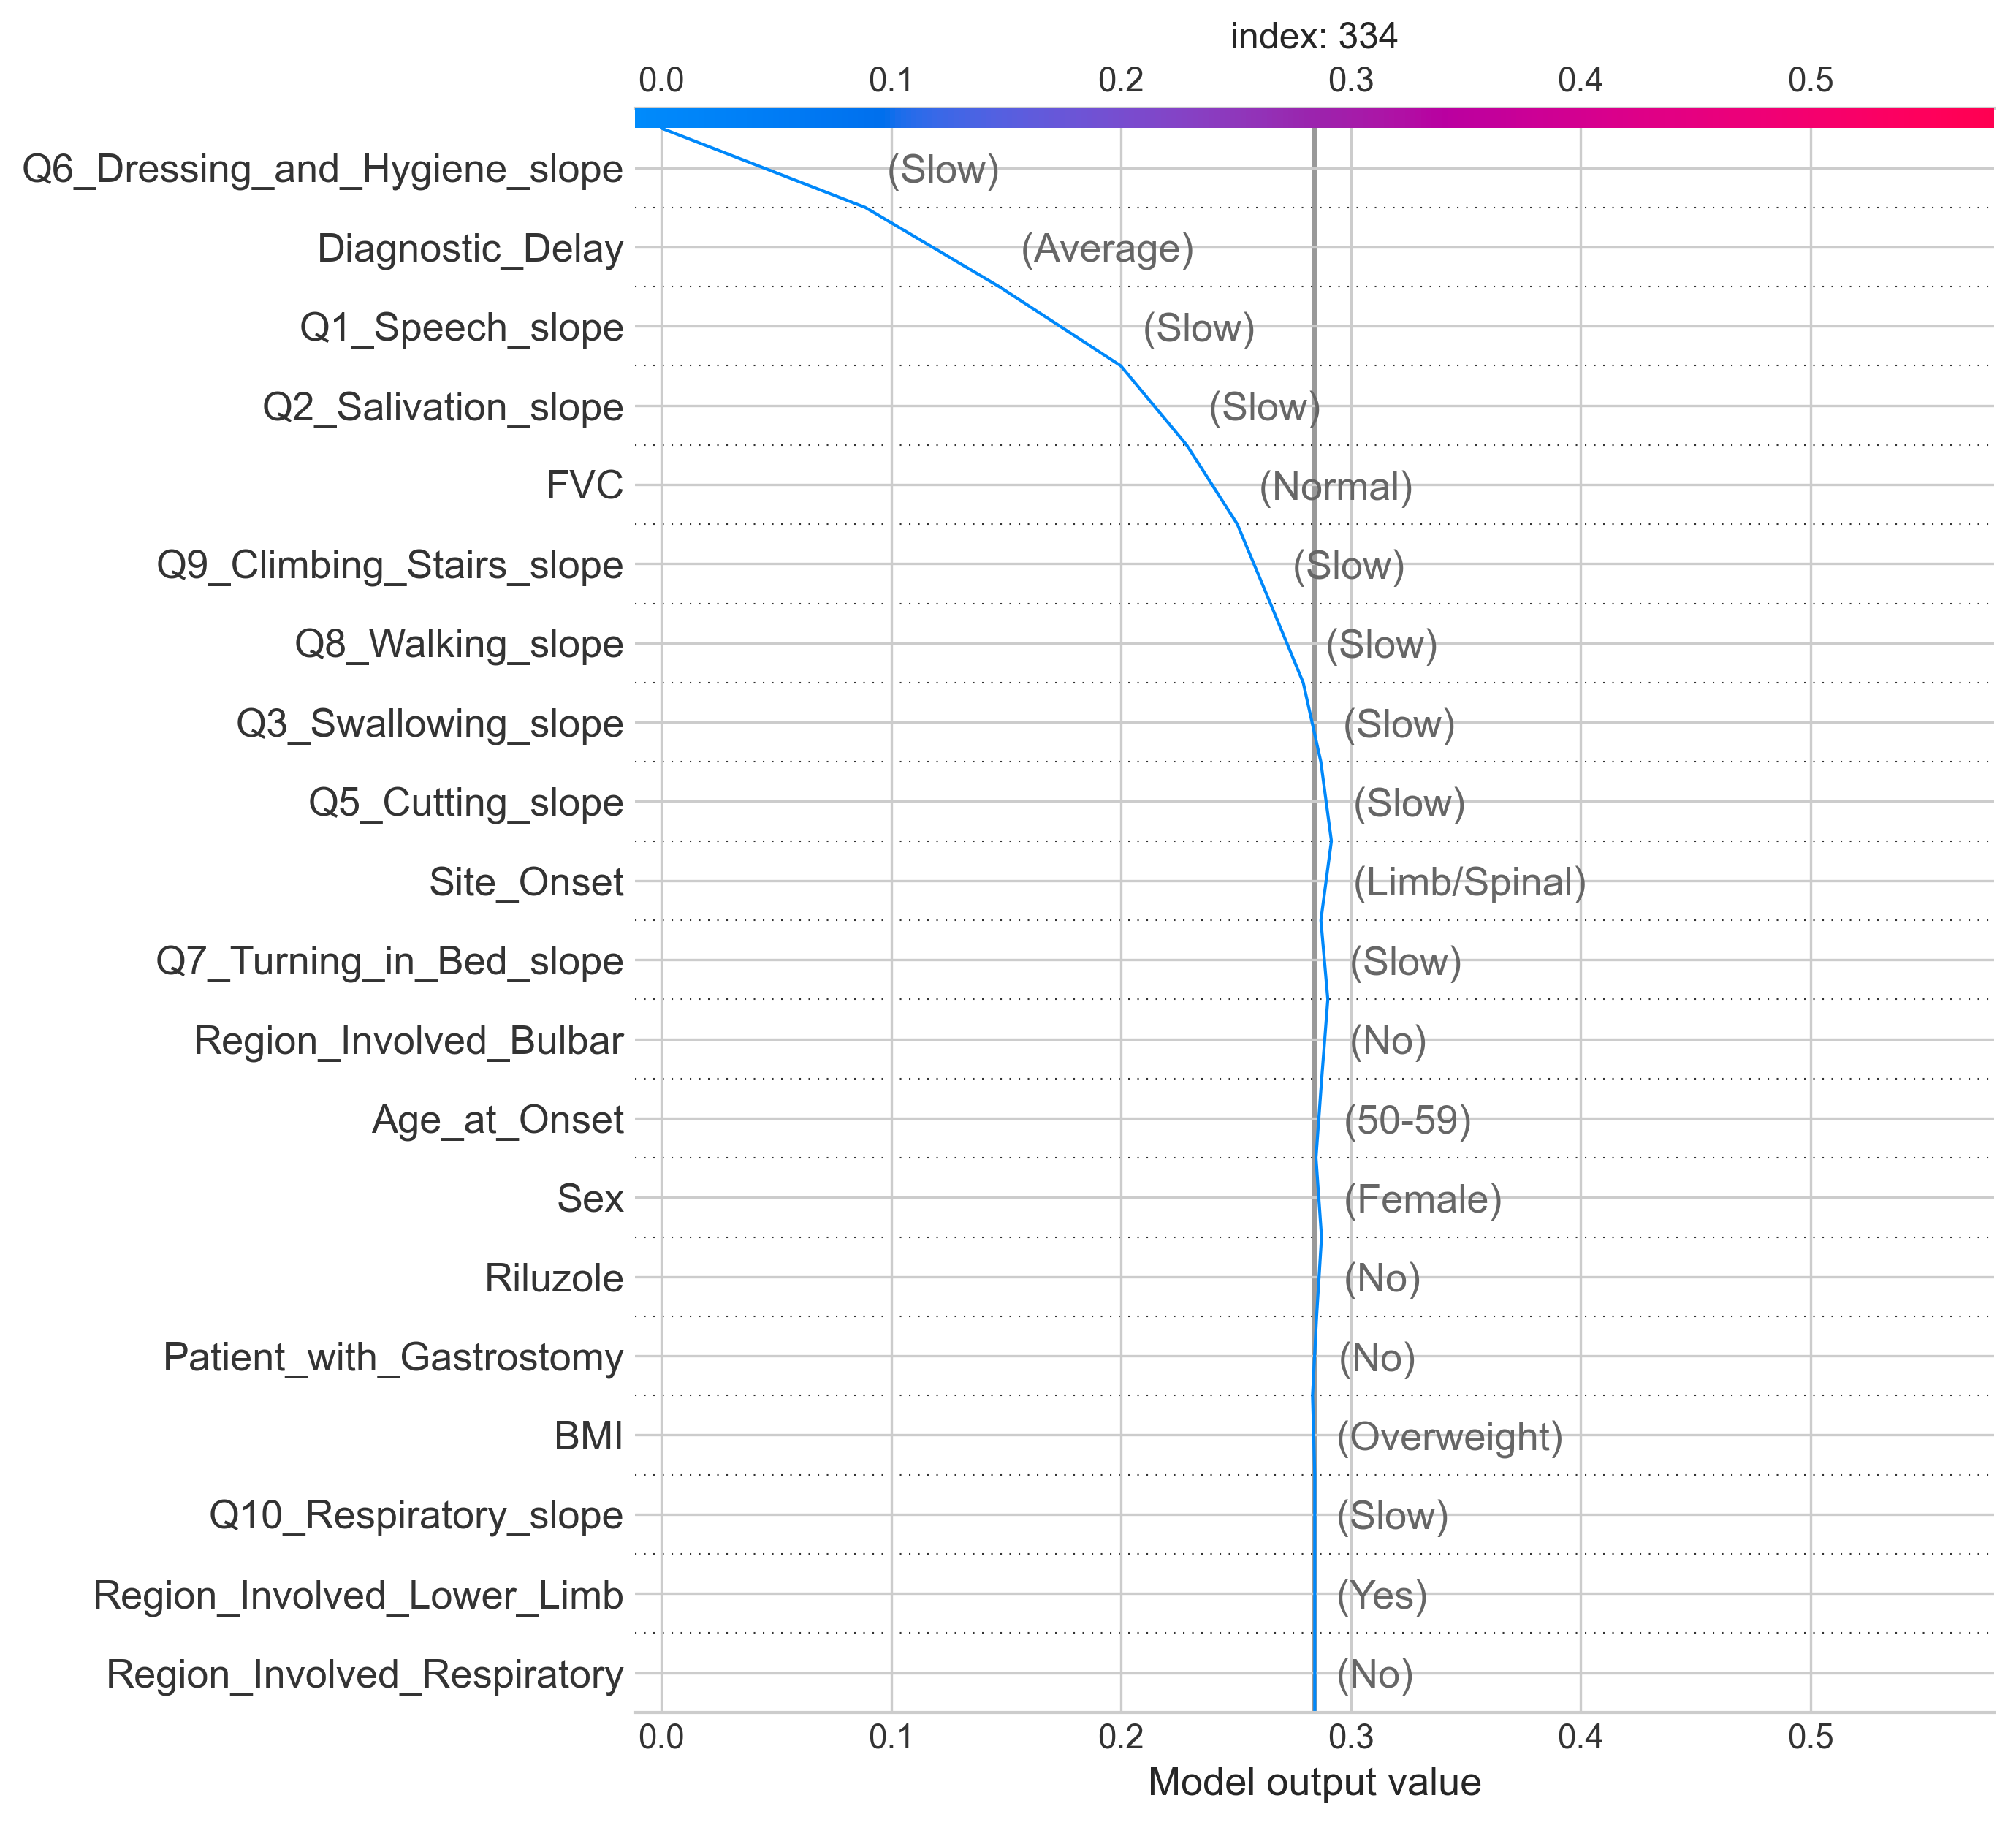 index: 334
0.0 0.1 0.2 0.3 0.4 0.5
Q6_Dressing_and_Hygiene_slope (Slow)
Diagnostic_Delay (Average)
Q1_Speech_slope (Slow)
Q2_Salivation_slope (Slow)
FVC (Normal)
Q9_Climbing_Stairs_slope (Slow)
Q8_Walking_slope (Slow)
Q3_Swallowing_slope (Slow)
Q5_Cutting_slope (Slow)
Site_Onset (Limb/Spinal)
Q7_Turning_in_Bed_slope (Slow)
Region_Involved_Bulbar (No)
Age_at_Onset (50-59)
Sex (Female)
Riluzole (No)
Patient_with_Gastrostomy (No)
BMI (Overweight)
Q10_Respiratory_slope (Slow)
Region_Involved_Lower_Limb (Yes)
Region_Involved_Respiratory (No)
0.0 0.1 0.2 0.3 0.4 0.5
Model output value